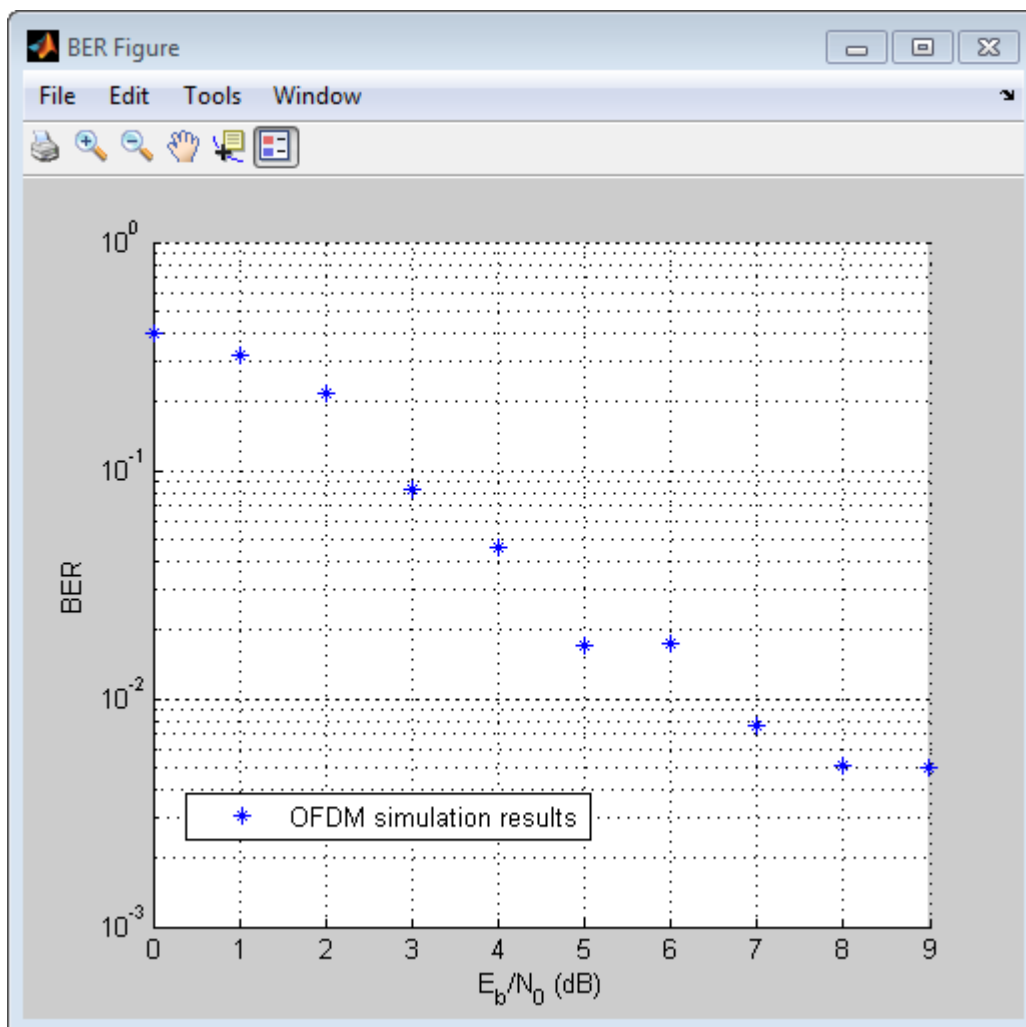 BER Figure
File Edit Tools Window
10^0
10^-1
10^-2
10^-3
BER
OFDM simulation results
0 1 2 3 4 5 6 7 8 9
E_b/N_0 (dB)